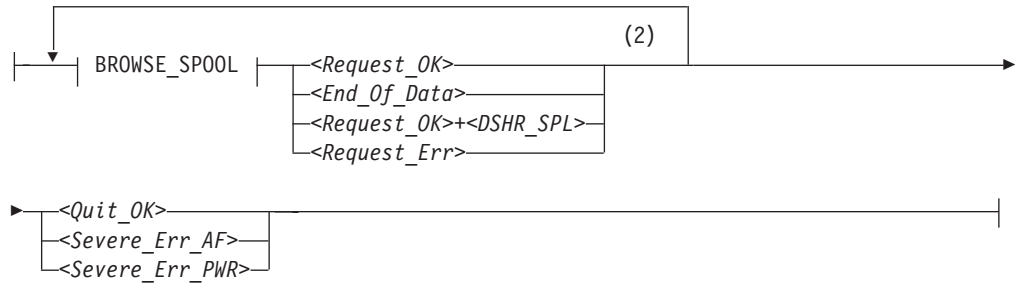 (2)
BROWSE_SPOOL <Request_OK>
<End_Of_Data>
<Request_OK>+<DSHR_SPL>
<Request_Err>
<Quit_OK>
<Severe_Err_AF>
<Severe_Err_PWR>